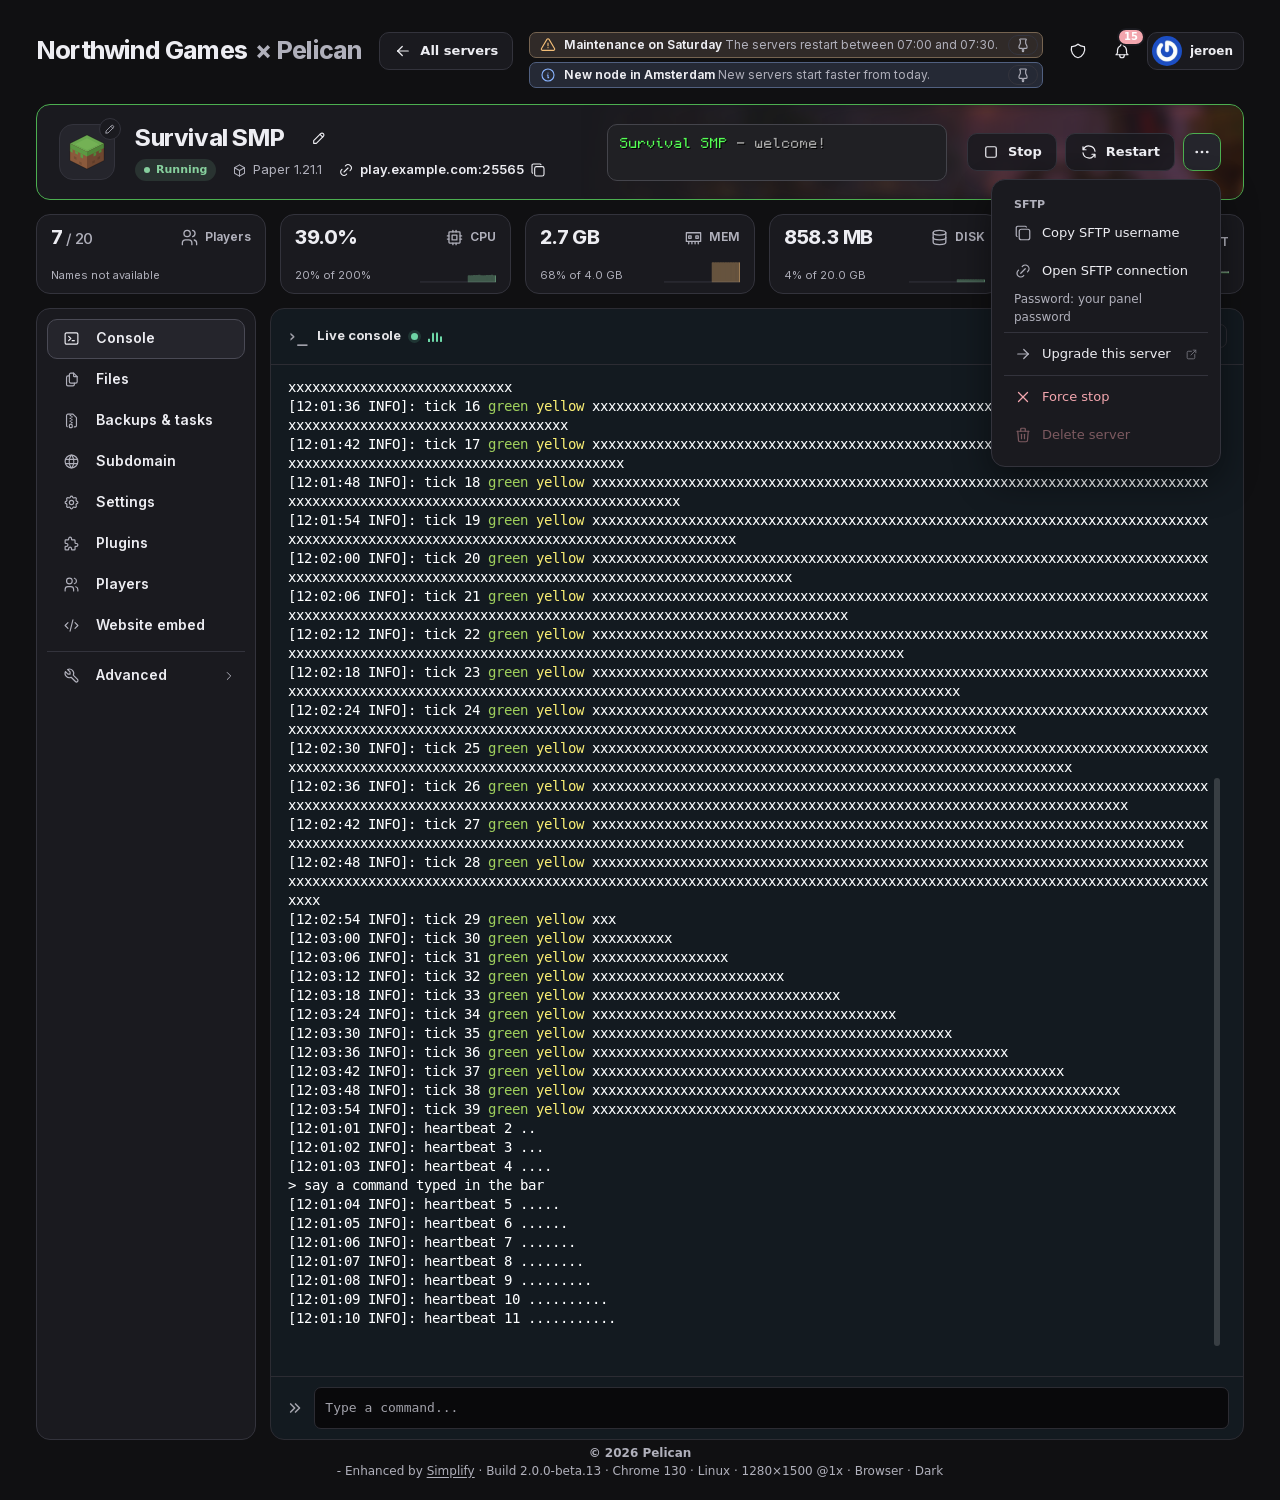 Northwind Games × Pelican
All servers
Maintenance on Saturday The servers restart between 07:00 and 07:30.
New node in Amsterdam New servers start faster from today.
15
jeroen
Survival SMP
Running
Paper 1.21.1
play.example.com:25565
Survival SMP - welcome!
Stop
Restart
7 / 20
Players
Names not available
39.0%
CPU
20% of 200%
2.7 GB
MEM
68% of 4.0 GB
858.3 MB
DISK
4% of 20.0 GB
T
SFTP
Copy SFTP username
Open SFTP connection
Password: your panel
password
Upgrade this server
Force stop
Delete server
Console
Files
Backups & tasks
Subdomain
Settings
Plugins
Players
Website embed
Advanced
›_ Live console
xxxxxxxxxxxxxxxxxxxxxxxxxxxx
[12:01:36 INFO]: tick 16 green yellow xxxxxxxxxxxxxxxxxxxxxxxxxxxxxxxxxxxxxxxxxxxxxxxxxx
xxxxxxxxxxxxxxxxxxxxxxxxxxxxxxxxxxx
[12:01:42 INFO]: tick 17 green yellow xxxxxxxxxxxxxxxxxxxxxxxxxxxxxxxxxxxxxxxxxxxxxxxxxx
xxxxxxxxxxxxxxxxxxxxxxxxxxxxxxxxxxxxxxxxxx
[12:01:48 INFO]: tick 18 green yellow xxxxxxxxxxxxxxxxxxxxxxxxxxxxxxxxxxxxxxxxxxxxxxxxxxxxxxxxxxxxxxxxxxxxxxxxxxxxx
xxxxxxxxxxxxxxxxxxxxxxxxxxxxxxxxxxxxxxxxxxxxxxxxx
[12:01:54 INFO]: tick 19 green yellow xxxxxxxxxxxxxxxxxxxxxxxxxxxxxxxxxxxxxxxxxxxxxxxxxxxxxxxxxxxxxxxxxxxxxxxxxxxxx
xxxxxxxxxxxxxxxxxxxxxxxxxxxxxxxxxxxxxxxxxxxxxxxxxxxxxxxx
[12:02:00 INFO]: tick 20 green yellow xxxxxxxxxxxxxxxxxxxxxxxxxxxxxxxxxxxxxxxxxxxxxxxxxxxxxxxxxxxxxxxxxxxxxxxxxxxxx
xxxxxxxxxxxxxxxxxxxxxxxxxxxxxxxxxxxxxxxxxxxxxxxxxxxxxxxxxxxxxxx
[12:02:06 INFO]: tick 21 green yellow xxxxxxxxxxxxxxxxxxxxxxxxxxxxxxxxxxxxxxxxxxxxxxxxxxxxxxxxxxxxxxxxxxxxxxxxxxxxx
xxxxxxxxxxxxxxxxxxxxxxxxxxxxxxxxxxxxxxxxxxxxxxxxxxxxxxxxxxxxxxxxxxxxxx
[12:02:12 INFO]: tick 22 green yellow xxxxxxxxxxxxxxxxxxxxxxxxxxxxxxxxxxxxxxxxxxxxxxxxxxxxxxxxxxxxxxxxxxxxxxxxxxxxx
xxxxxxxxxxxxxxxxxxxxxxxxxxxxxxxxxxxxxxxxxxxxxxxxxxxxxxxxxxxxxxxxxxxxxxxxxxxxx
[12:02:18 INFO]: tick 23 green yellow xxxxxxxxxxxxxxxxxxxxxxxxxxxxxxxxxxxxxxxxxxxxxxxxxxxxxxxxxxxxxxxxxxxxxxxxxxxxx
xxxxxxxxxxxxxxxxxxxxxxxxxxxxxxxxxxxxxxxxxxxxxxxxxxxxxxxxxxxxxxxxxxxxxxxxxxxxxxxxxxxx
[12:02:24 INFO]: tick 24 green yellow xxxxxxxxxxxxxxxxxxxxxxxxxxxxxxxxxxxxxxxxxxxxxxxxxxxxxxxxxxxxxxxxxxxxxxxxxxxxx
xxxxxxxxxxxxxxxxxxxxxxxxxxxxxxxxxxxxxxxxxxxxxxxxxxxxxxxxxxxxxxxxxxxxxxxxxxxxxxxxxxxxxxxxxxx
[12:02:30 INFO]: tick 25 green yellow xxxxxxxxxxxxxxxxxxxxxxxxxxxxxxxxxxxxxxxxxxxxxxxxxxxxxxxxxxxxxxxxxxxxxxxxxxxxx
xxxxxxxxxxxxxxxxxxxxxxxxxxxxxxxxxxxxxxxxxxxxxxxxxxxxxxxxxxxxxxxxxxxxxxxxxxxxxxxxxxxxxxxxxxxxxxxxxx
[12:02:36 INFO]: tick 26 green yellow xxxxxxxxxxxxxxxxxxxxxxxxxxxxxxxxxxxxxxxxxxxxxxxxxxxxxxxxxxxxxxxxxxxxxxxxxxxxx
xxxxxxxxxxxxxxxxxxxxxxxxxxxxxxxxxxxxxxxxxxxxxxxxxxxxxxxxxxxxxxxxxxxxxxxxxxxxxxxxxxxxxxxxxxxxxxxxxxxxxxxxx
[12:02:42 INFO]: tick 27 green yellow xxxxxxxxxxxxxxxxxxxxxxxxxxxxxxxxxxxxxxxxxxxxxxxxxxxxxxxxxxxxxxxxxxxxxxxxxxxxx
xxxxxxxxxxxxxxxxxxxxxxxxxxxxxxxxxxxxxxxxxxxxxxxxxxxxxxxxxxxxxxxxxxxxxxxxxxxxxxxxxxxxxxxxxxxxxxxxxxxxxxxxxxxxxxxx
[12:02:48 INFO]: tick 28 green yellow xxxxxxxxxxxxxxxxxxxxxxxxxxxxxxxxxxxxxxxxxxxxxxxxxxxxxxxxxxxxxxxxxxxxxxxxxxxxx
xxxxxxxxxxxxxxxxxxxxxxxxxxxxxxxxxxxxxxxxxxxxxxxxxxxxxxxxxxxxxxxxxxxxxxxxxxxxxxxxxxxxxxxxxxxxxxxxxxxxxxxxxxxxxxxxxxx
xxxx
[12:02:54 INFO]: tick 29 green yellow xxx
[12:03:00 INFO]: tick 30 green yellow xxxxxxxxxx
[12:03:06 INFO]: tick 31 green yellow xxxxxxxxxxxxxxxxx
[12:03:12 INFO]: tick 32 green yellow xxxxxxxxxxxxxxxxxxxxxxxx
[12:03:18 INFO]: tick 33 green yellow xxxxxxxxxxxxxxxxxxxxxxxxxxxxxxx
[12:03:24 INFO]: tick 34 green yellow xxxxxxxxxxxxxxxxxxxxxxxxxxxxxxxxxxxxxx
[12:03:30 INFO]: tick 35 green yellow xxxxxxxxxxxxxxxxxxxxxxxxxxxxxxxxxxxxxxxxxxxxx
[12:03:36 INFO]: tick 36 green yellow xxxxxxxxxxxxxxxxxxxxxxxxxxxxxxxxxxxxxxxxxxxxxxxxxxxx
[12:03:42 INFO]: tick 37 green yellow xxxxxxxxxxxxxxxxxxxxxxxxxxxxxxxxxxxxxxxxxxxxxxxxxxxxxxxxxxx
[12:03:48 INFO]: tick 38 green yellow xxxxxxxxxxxxxxxxxxxxxxxxxxxxxxxxxxxxxxxxxxxxxxxxxxxxxxxxxxxxxxxxxx
[12:03:54 INFO]: tick 39 green yellow xxxxxxxxxxxxxxxxxxxxxxxxxxxxxxxxxxxxxxxxxxxxxxxxxxxxxxxxxxxxxxxxxxxxxxxxx
[12:01:01 INFO]: heartbeat 2 ..
[12:01:02 INFO]: heartbeat 3 ...
[12:01:03 INFO]: heartbeat 4 ....
> say a command typed in the bar
[12:01:04 INFO]: heartbeat 5 .....
[12:01:05 INFO]: heartbeat 6 ......
[12:01:06 INFO]: heartbeat 7 .......
[12:01:07 INFO]: heartbeat 8 ........
[12:01:08 INFO]: heartbeat 9 .........
[12:01:09 INFO]: heartbeat 10 ..........
[12:01:10 INFO]: heartbeat 11 ...........
Type a command...
© 2026 Pelican
- Enhanced by Simplify · Build 2.0.0-beta.13 · Chrome 130 · Linux · 1280×1500 @1x · Browser · Dark